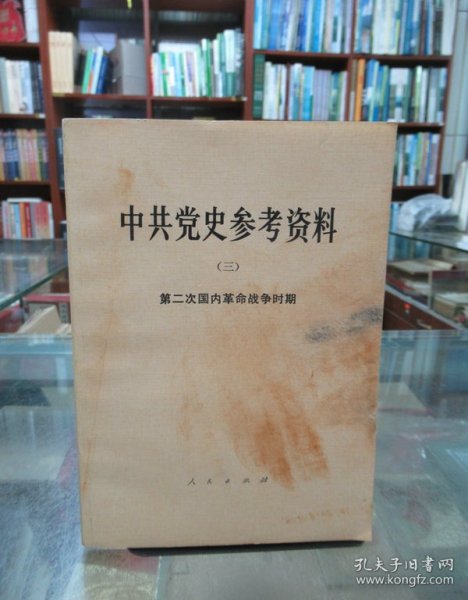 中共党史参考资料
（三）
第二次国内革命战争时期
人民出版社
孔夫子旧书网
www.kongfz.com